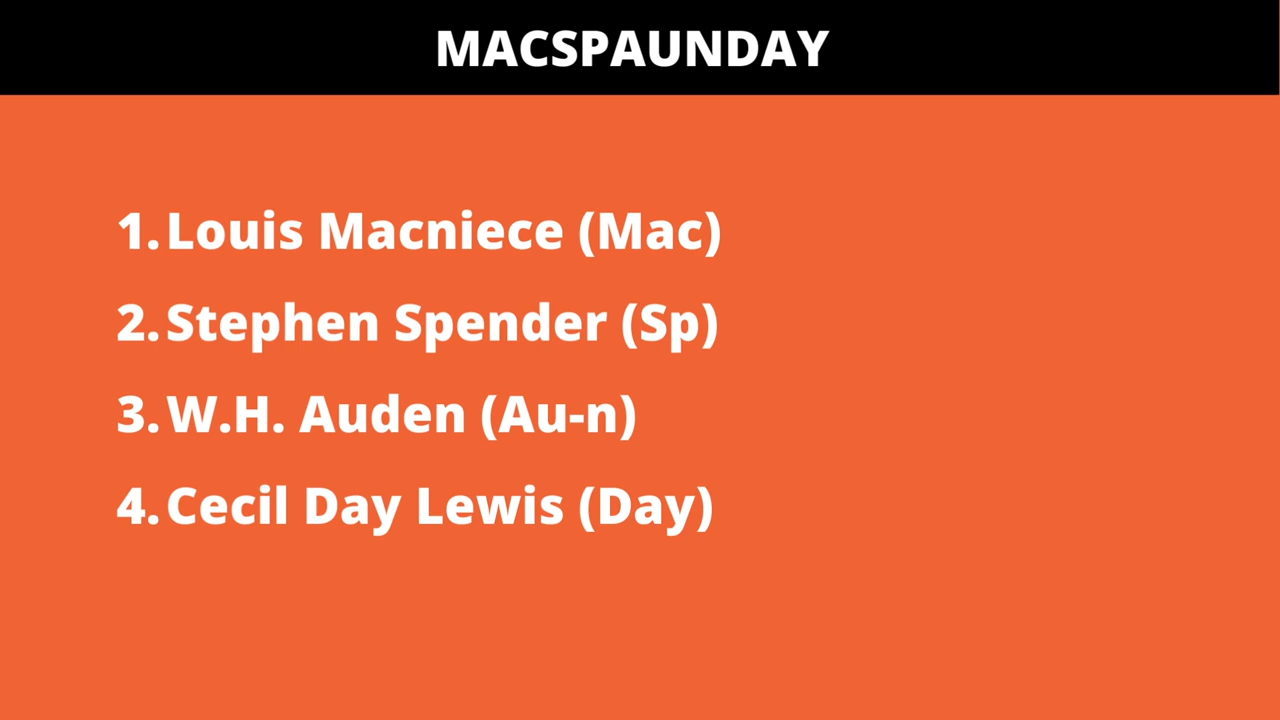 MACSPAUNDAY
1. Louis Macniece (Mac)
2. Stephen Spender (Sp)
3. W.H. Auden (Au-n)
4. Cecil Day Lewis (Day)